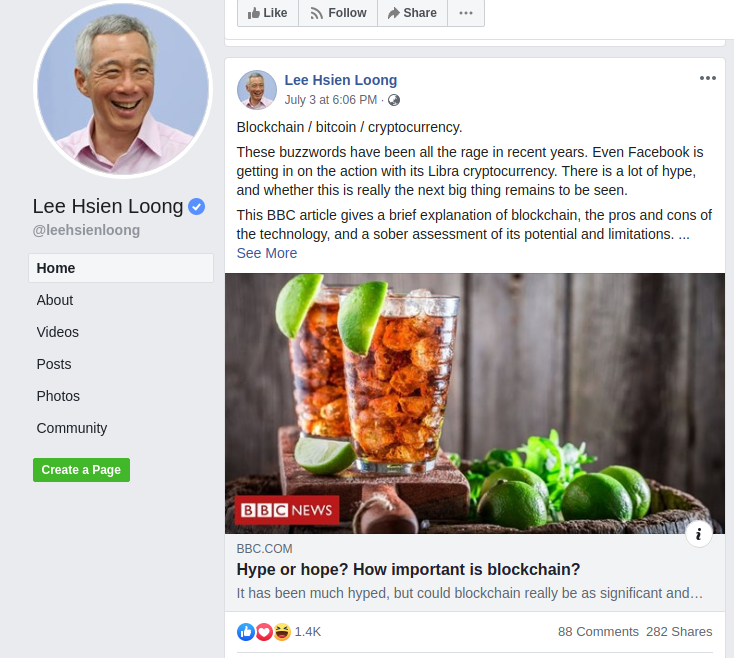 Like
Follow
Share
Lee Hsien Loong
@leehsienloong
Home
About
Videos
Posts
Photos
Community
Create a Page
Lee Hsien Loong
July 3 at 6:06 PM ·
Blockchain / bitcoin / cryptocurrency.
These buzzwords have been all the rage in recent years. Even Facebook is
getting in on the action with its Libra cryptocurrency. There is a lot of hype,
and whether this is really the next big thing remains to be seen.
This BBC article gives a brief explanation of blockchain, the pros and cons of
the technology, and a sober assessment of its potential and limitations. ...
See More
BBC NEWS
i
BBC.COM
Hype or hope? How important is blockchain?
It has been much hyped, but could blockchain really be as significant and…
1.4K
88 Comments 282 Shares